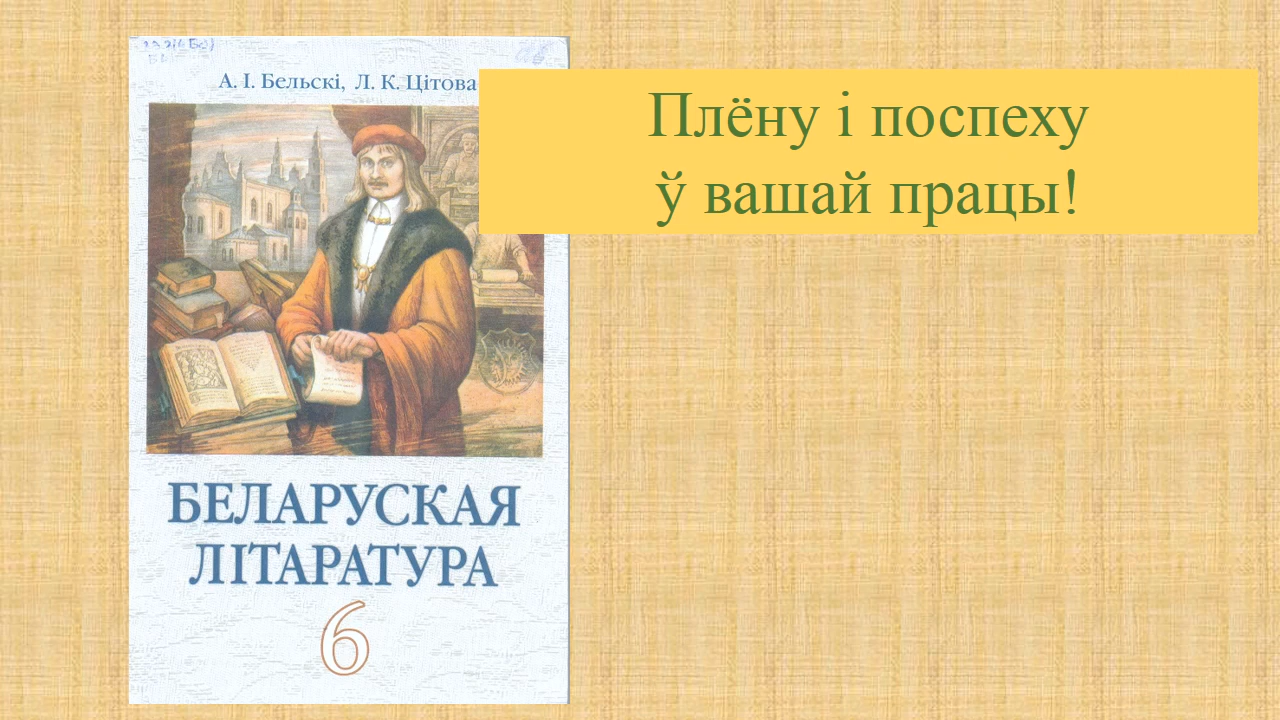 А. І. Бельскі, Л. К. Цітова
Плёну і поспеху
ў вашай працы!
БЕЛАРУСКАЯ
ЛІТАРАТУРА
6